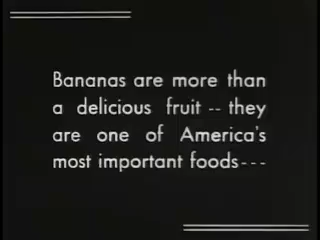 Bananas are more than
a delicious fruit -- they
are one of America's
most important foods---